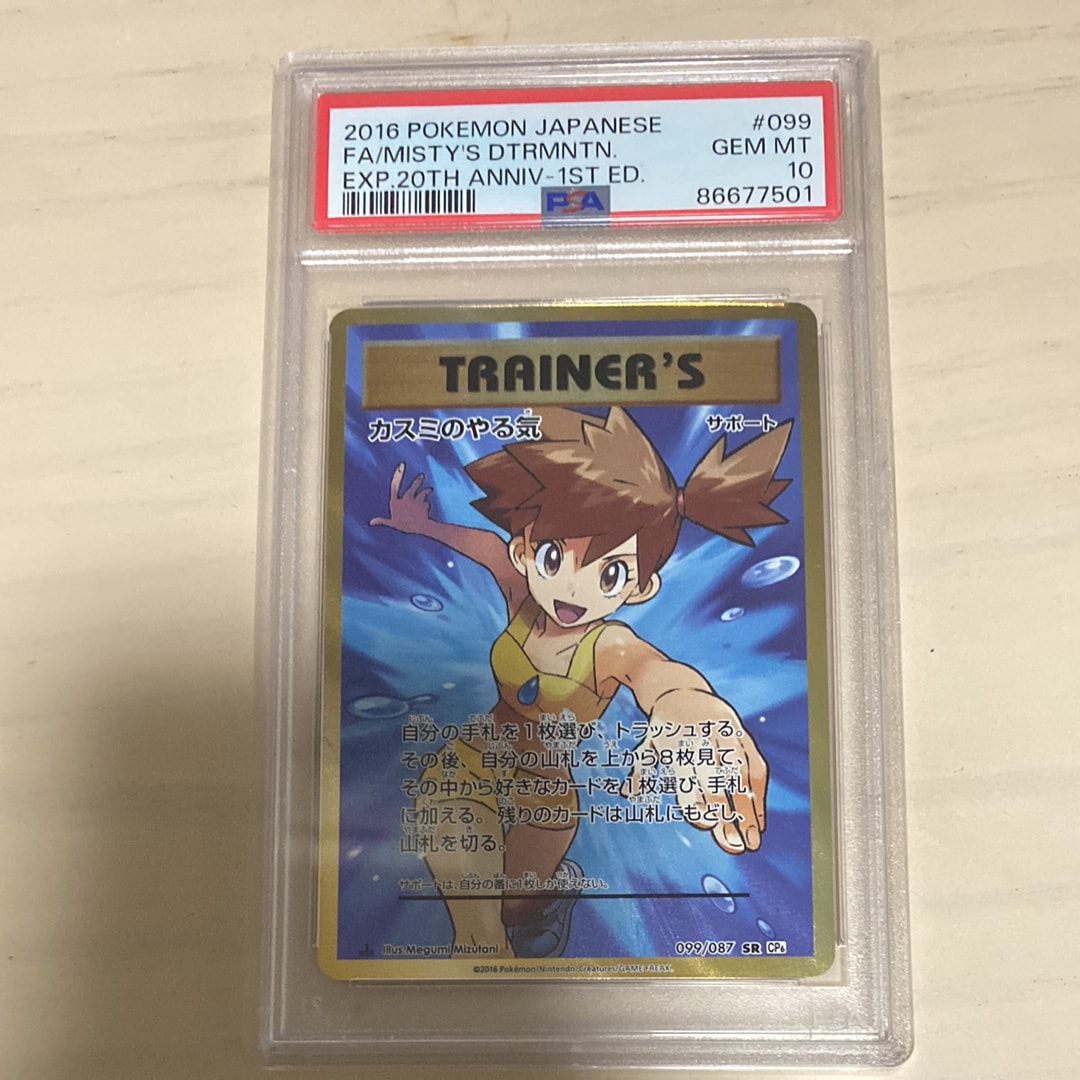 2016 POKEMON JAPANESE #099
FA/MISTY'S DTRMNTN. GEM MT
EXP.20TH ANNIV-1ST ED. 10
PSA 86677501
TRAINER'S
カスミのやる気 サポート
自分の手札を1枚選び、トラッシュする。
その後、自分の山札を上から8枚見て、
その中から好きなカードを1枚選び、手札
に加える。残りのカードは山札にもどし、
山札を切る。
サポートは、自分の番に1枚しか使えない。
Illus.Megumi Mizutani 099/087 SR CP6
©2016 Pokémon/Nintendo/Creatures/GAME FREAK.